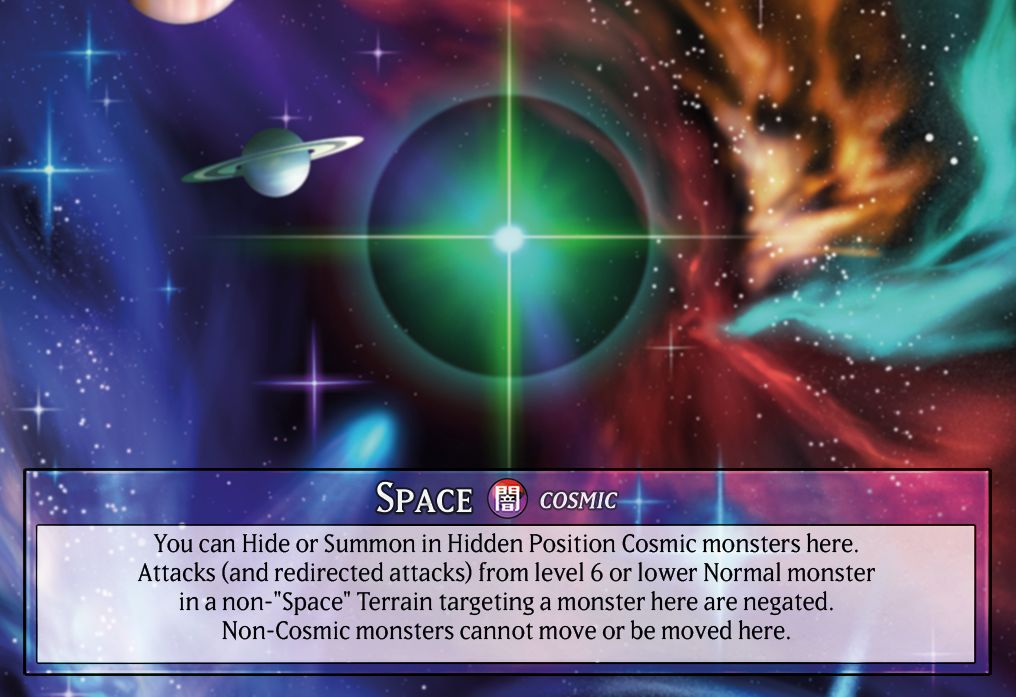 Space 闇 COSMIC
You can Hide or Summon in Hidden Position Cosmic monsters here.
Attacks (and redirected attacks) from level 6 or lower Normal monster
in a non-"Space" Terrain targeting a monster here are negated.
Non-Cosmic monsters cannot move or be moved here.